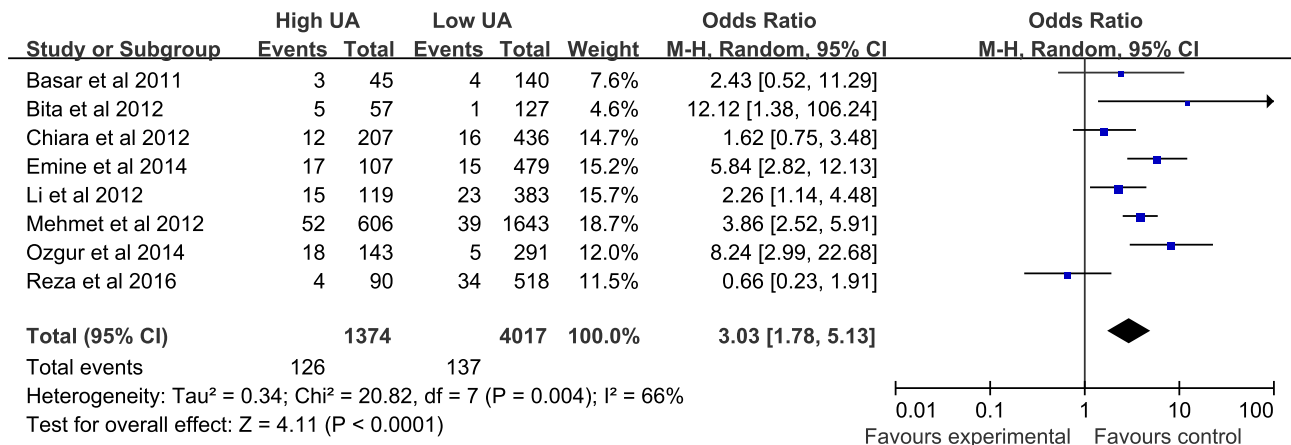 High UA Low UA Odds Ratio Odds Ratio
Study or Subgroup Events Total Events Total Weight M-H, Random, 95% CI M-H, Random, 95% CI
Basar et al 2011 3 45 4 140 7.6% 2.43 [0.52, 11.29]
Bita et al 2012 5 57 1 127 4.6% 12.12 [1.38, 106.24]
Chiara et al 2012 12 207 16 436 14.7% 1.62 [0.75, 3.48]
Emine et al 2014 17 107 15 479 15.2% 5.84 [2.82, 12.13]
Li et al 2012 15 119 23 383 15.7% 2.26 [1.14, 4.48]
Mehmet et al 2012 52 606 39 1643 18.7% 3.86 [2.52, 5.91]
Ozgur et al 2014 18 143 5 291 12.0% 8.24 [2.99, 22.68]
Reza et al 2016 4 90 34 518 11.5% 0.66 [0.23, 1.91]
Total (95% CI) 1374 4017 100.0% 3.03 [1.78, 5.13]
Total events 126 137
Heterogeneity: Tau² = 0.34; Chi² = 20.82, df = 7 (P = 0.004); I² = 66%
Test for overall effect: Z = 4.11 (P < 0.0001)
0.01 0.1 1 10 100
Favours experimental Favours control